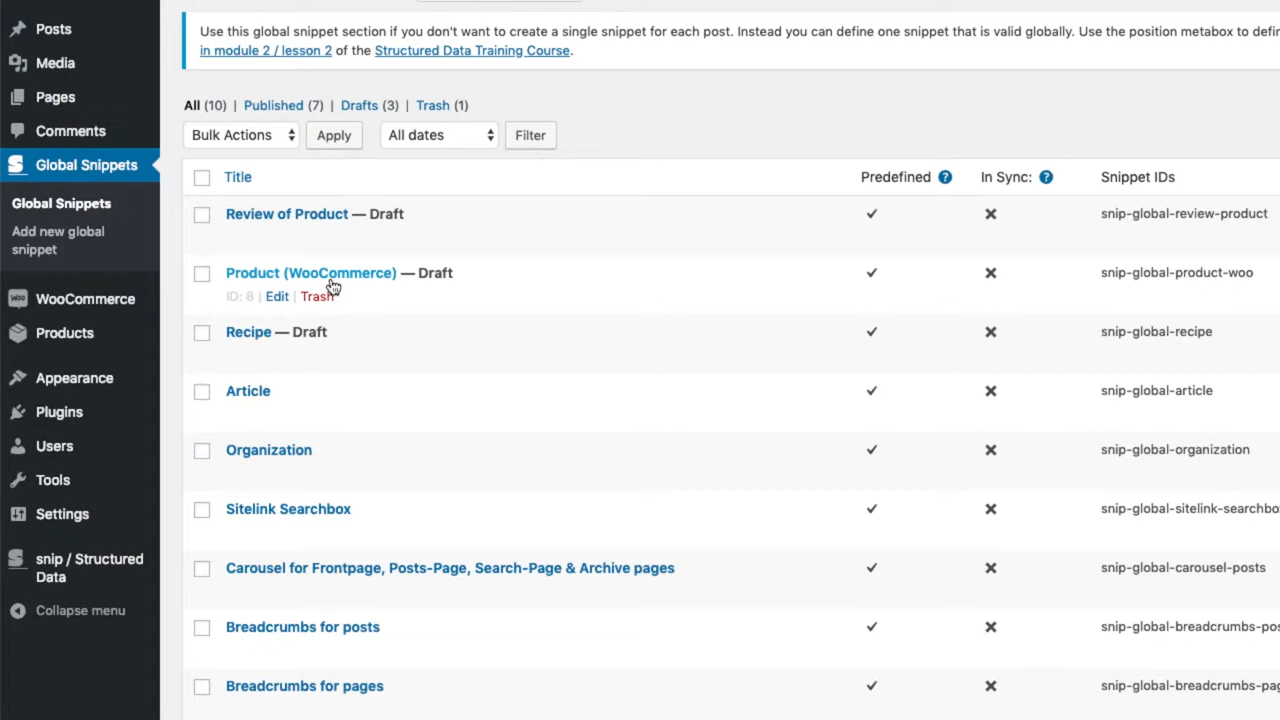 Posts
Media
Pages
Comments
Global Snippets
Global Snippets
Add new global
snippet
WooCommerce
Products
Appearance
Plugins
Users
Tools
Settings
snip / Structured
Data
Collapse menu
Use this global snippet section if you don't want to create a single snippet for each post. Instead you can define one snippet that is valid globally. Use the position metabox to
in module 2 / lesson 2 of the Structured Data Training Course.
All (10) | Published (7) | Drafts (3) | Trash (1)
Bulk Actions Apply All dates Filter
Title Predefined ? In Sync: ? Snippet IDs
Review of Product — Draft snip-global-review-product
Product (WooCommerce) — Draft snip-global-product-woo
ID: 8 | Edit | Trash
Recipe — Draft snip-global-recipe
Article snip-global-article
Organization snip-global-organization
Sitelink Searchbox snip-global-sitelink-searchbo
Carousel for Frontpage, Posts-Page, Search-Page & Archive pages snip-global-carousel-posts
Breadcrumbs for posts snip-global-breadcrumbs-pos
Breadcrumbs for pages snip-global-breadcrumbs-pag